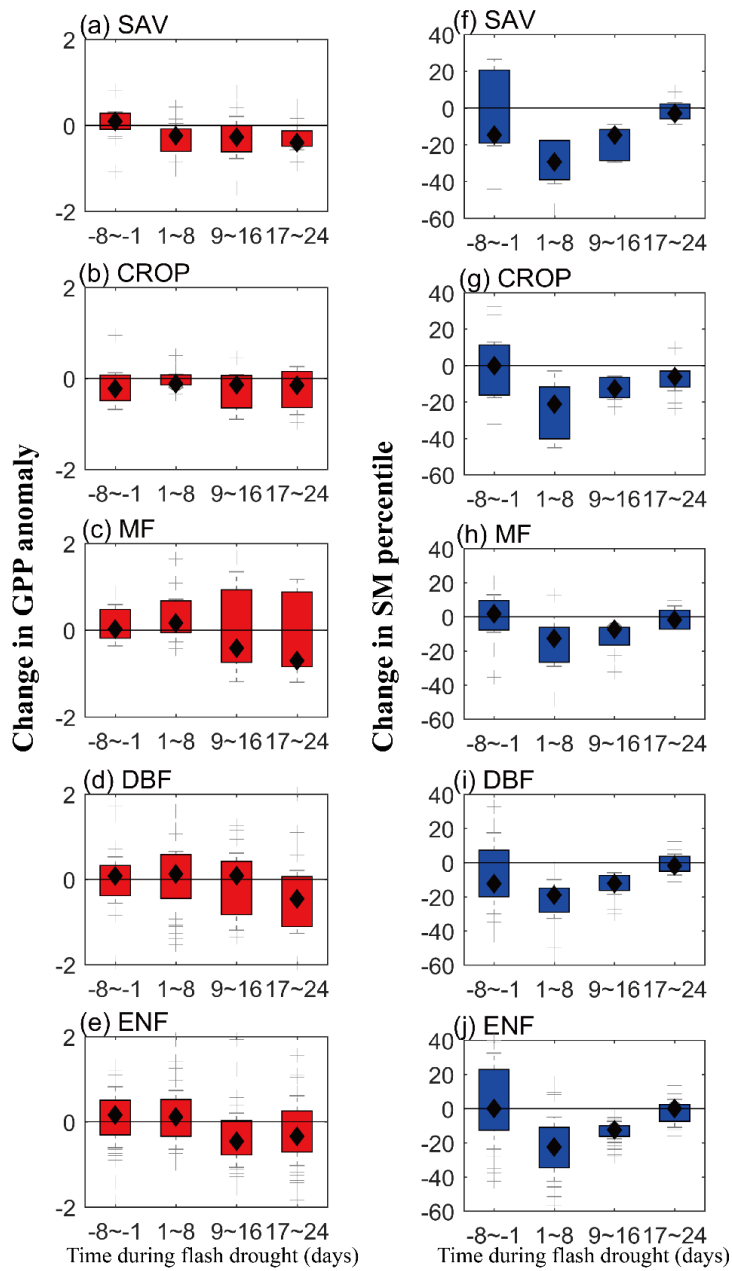 (a) SAV
2
0
-2
-8~-1 1~8 9~16 17~24
(b) CROP
2
0
-2
-8~-1 1~8 9~16 17~24
(c) MF
2
0
-2
-8~-1 1~8 9~16 17~24
(d) DBF
2
0
-2
-8~-1 1~8 9~16 17~24
(e) ENF
2
0
-2
-8~-1 1~8 9~16 17~24
Change in GPP anomaly
Time during flash drought (days)
(f) SAV
40
20
0
-20
-40
-60
-8~-1 1~8 9~16 17~24
(g) CROP
40
20
0
-20
-40
-60
-8~-1 1~8 9~16 17~24
(h) MF
40
20
0
-20
-40
-60
-8~-1 1~8 9~16 17~24
(i) DBF
40
20
0
-20
-40
-60
-8~-1 1~8 9~16 17~24
(j) ENF
40
20
0
-20
-40
-60
-8~-1 1~8 9~16 17~24
Change in SM percentile
Time during flash drought (days)